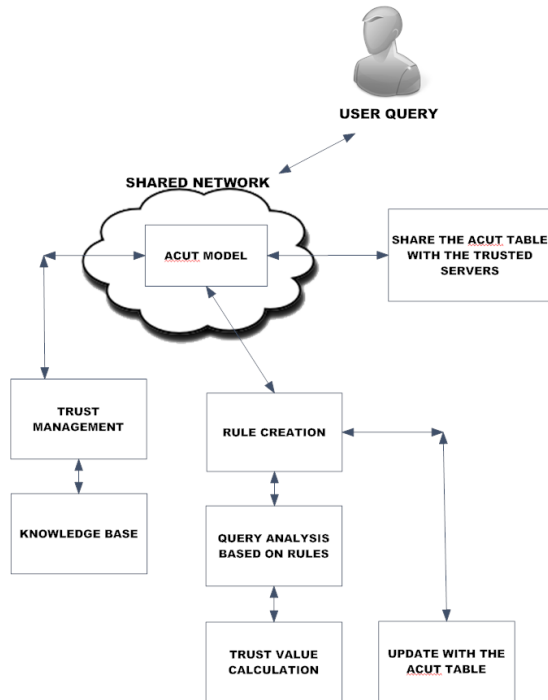 USER QUERY
SHARED NETWORK
ACUT MODEL
SHARE THE ACUT TABLE
WITH THE TRUSTED
SERVERS
TRUST
MANAGEMENT
RULE CREATION
KNOWLEDGE BASE
QUERY ANALYSIS
BASED ON RULES
TRUST VALUE
CALCULATION
UPDATE WITH THE
ACUT TABLE